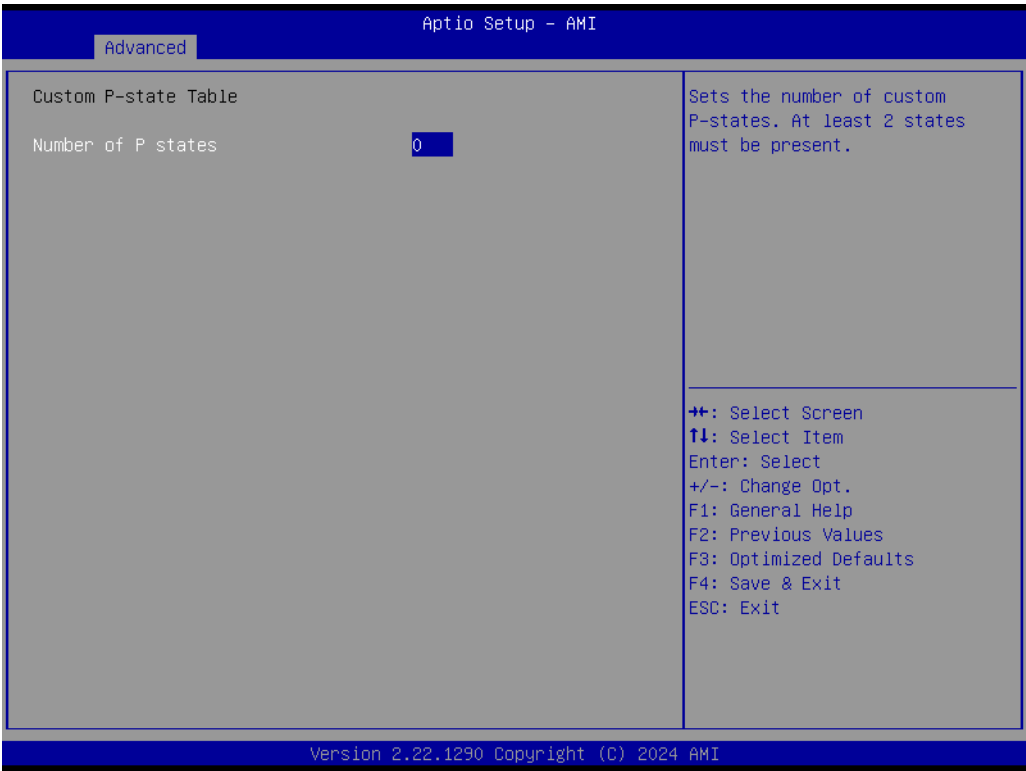 Aptio Setup - AMI
Advanced
Custom P-state Table
Number of P states 0
Sets the number of custom
P-states. At least 2 states
must be present.
→←: Select Screen
↑↓: Select Item
Enter: Select
+/-: Change Opt.
F1: General Help
F2: Previous Values
F3: Optimized Defaults
F4: Save & Exit
ESC: Exit
Version 2.22.1290 Copyright (C) 2024 AMI